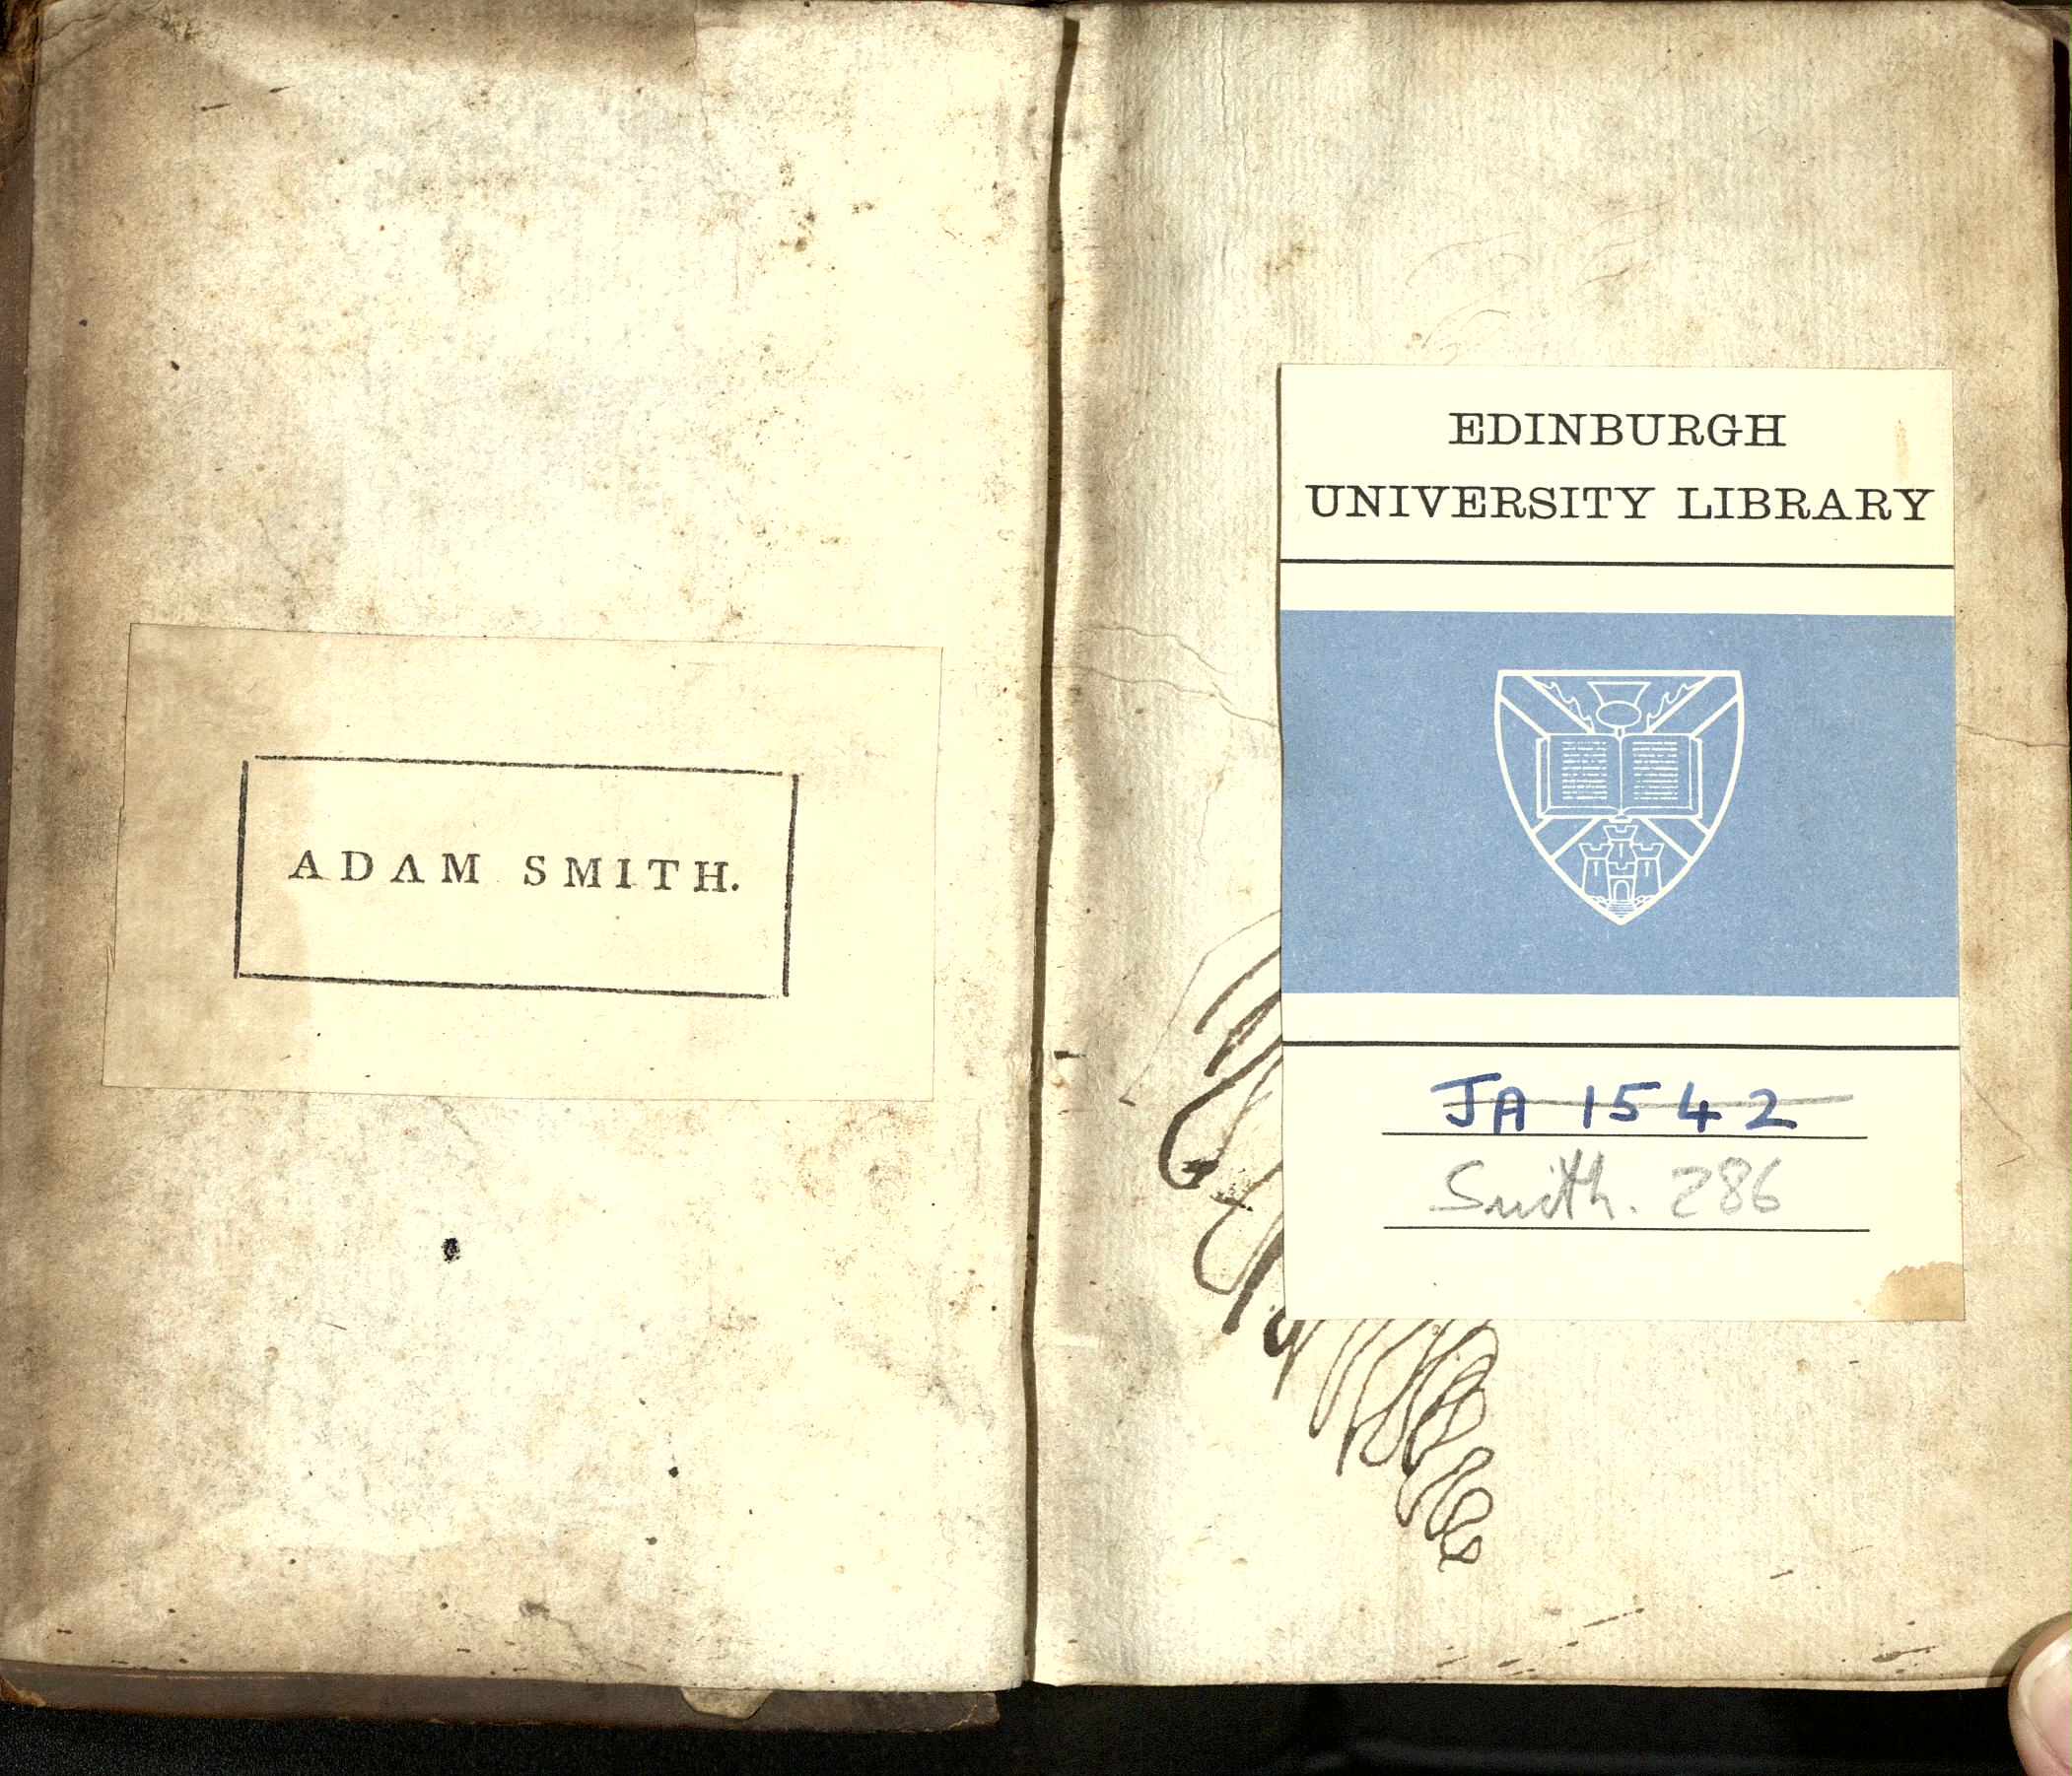 ADAM SMITH.
EDINBURGH
UNIVERSITY LIBRARY
JA 1542
Smith. 286